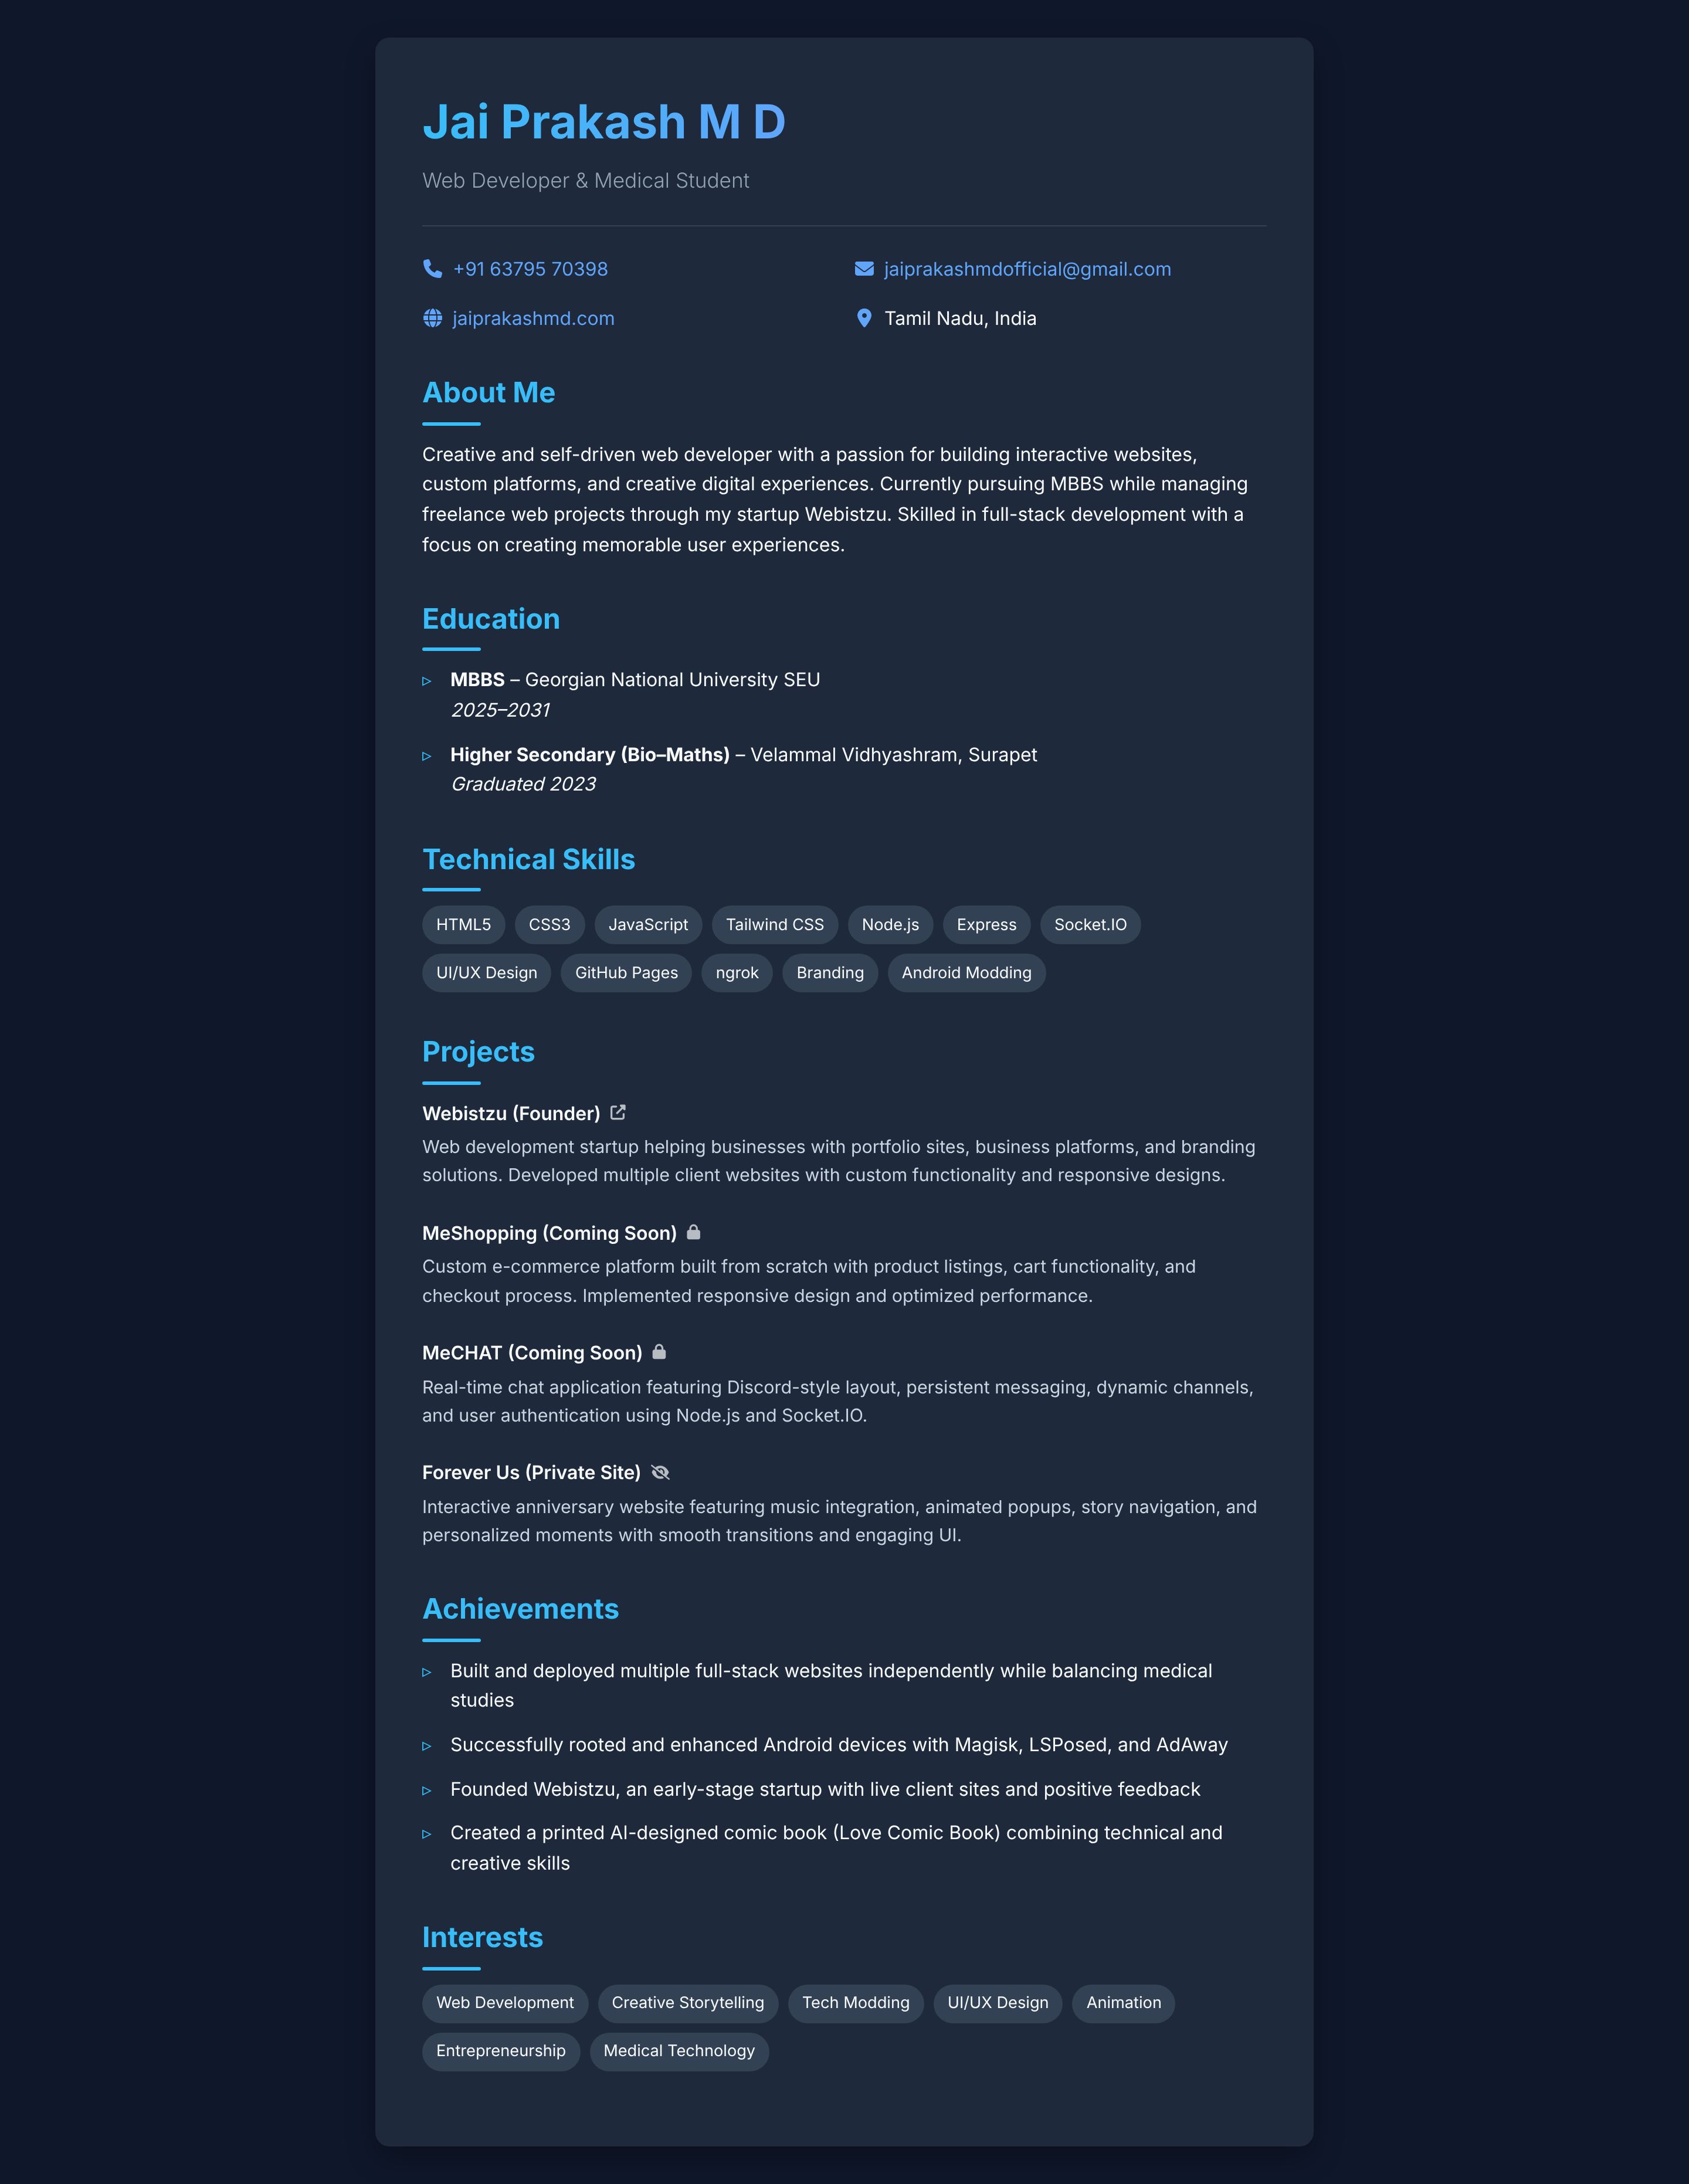 Jai Prakash M D
Web Developer & Medical Student
+91 63795 70398
jaiprakashmdofficial@gmail.com
jaiprakashmd.com
Tamil Nadu, India
About Me
Creative and self-driven web developer with a passion for building interactive websites,
custom platforms, and creative digital experiences. Currently pursuing MBBS while managing
freelance web projects through my startup Webistzu. Skilled in full-stack development with a
focus on creating memorable user experiences.
Education
MBBS – Georgian National University SEU
2025–2031
Higher Secondary (Bio–Maths) – Velammal Vidhyashram, Surapet
Graduated 2023
Technical Skills
HTML5 CSS3 JavaScript Tailwind CSS Node.js Express Socket.IO
UI/UX Design GitHub Pages ngrok Branding Android Modding
Projects
Webistzu (Founder)
Web development startup helping businesses with portfolio sites, business platforms, and branding
solutions. Developed multiple client websites with custom functionality and responsive designs.
MeShopping (Coming Soon)
Custom e-commerce platform built from scratch with product listings, cart functionality, and
checkout process. Implemented responsive design and optimized performance.
MeCHAT (Coming Soon)
Real-time chat application featuring Discord-style layout, persistent messaging, dynamic channels,
and user authentication using Node.js and Socket.IO.
Forever Us (Private Site)
Interactive anniversary website featuring music integration, animated popups, story navigation, and
personalized moments with smooth transitions and engaging UI.
Achievements
Built and deployed multiple full-stack websites independently while balancing medical
studies
Successfully rooted and enhanced Android devices with Magisk, LSPosed, and AdAway
Founded Webistzu, an early-stage startup with live client sites and positive feedback
Created a printed AI-designed comic book (Love Comic Book) combining technical and
creative skills
Interests
Web Development Creative Storytelling Tech Modding UI/UX Design Animation
Entrepreneurship Medical Technology